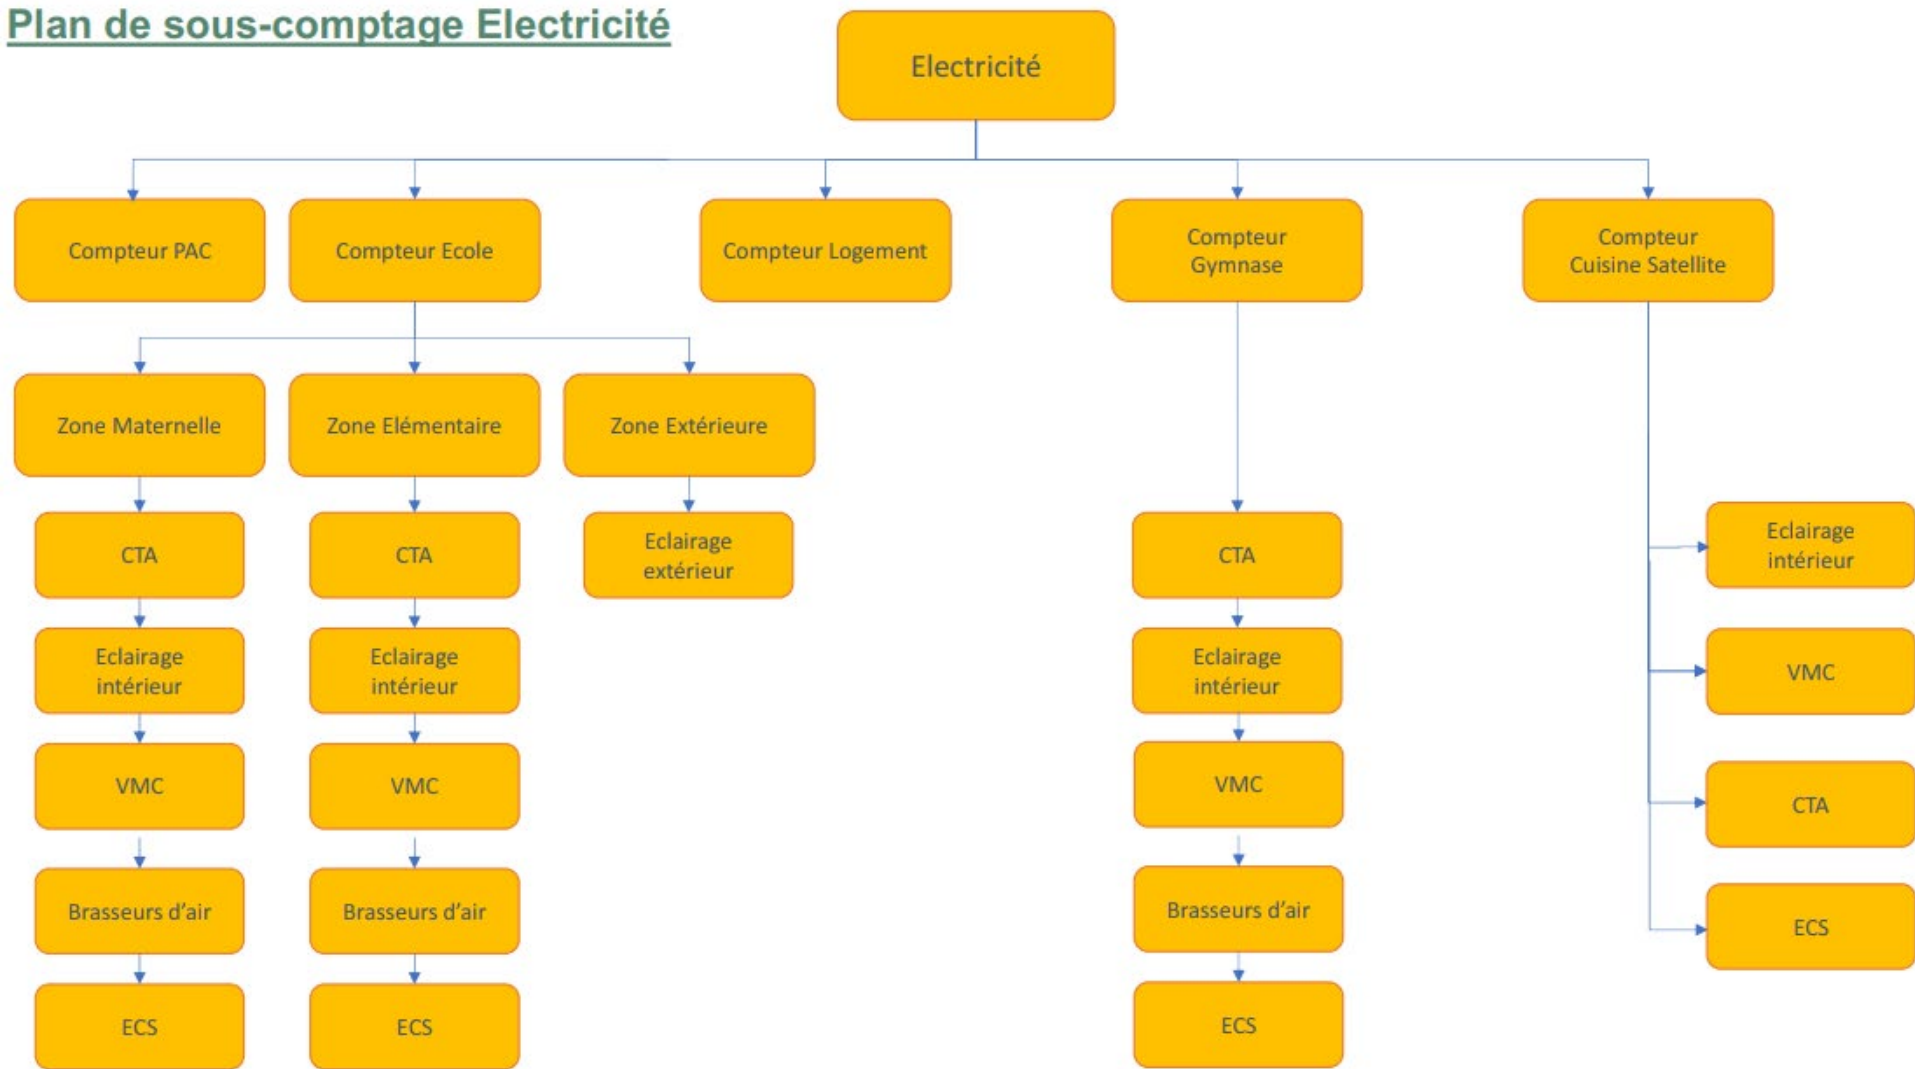 Plan de sous-comptage Electricité
Electricité
Compteur PAC
Compteur Ecole
Compteur Logement
Compteur
Gymnase
Compteur
Cuisine Satellite
Zone Maternelle
Zone Elémentaire
Zone Extérieure
CTA
CTA
Eclairage
extérieur
CTA
Eclairage
intérieur
Eclairage
intérieur
Eclairage
intérieur
Eclairage
intérieur
VMC
VMC
VMC
VMC
CTA
Brasseurs d’air
Brasseurs d’air
Brasseurs d’air
ECS
ECS
ECS
ECS